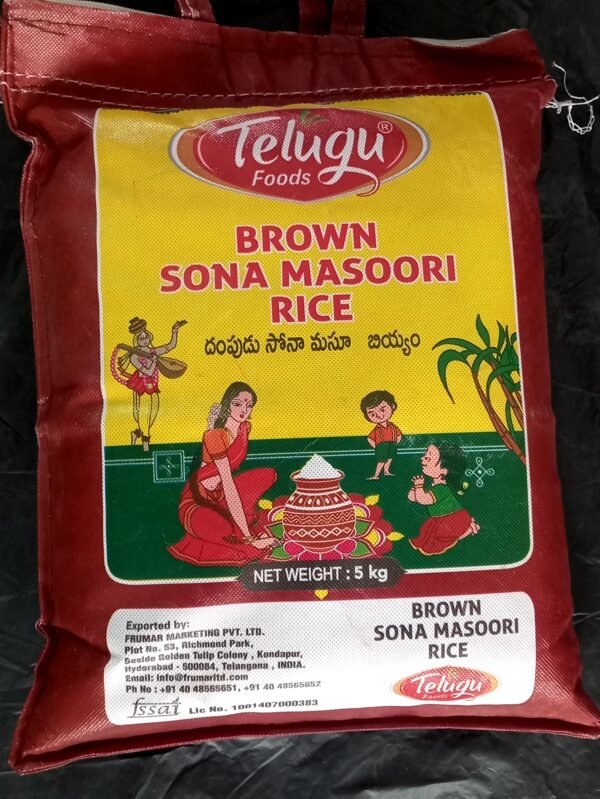 Telugu ®
Foods
BROWN
SONA MASOORI
RICE
దంపుడు సోనా మసూ బియ్యం
NET WEIGHT : 5 kg
Exported by:
FRUMAR MARKETING PVT. LTD.
Plot No. 53, Richmond Park,
Beside Golden Tulip Colony , Kondapur,
Hyderabad - 500084, Telangana , INDIA.
Email: info@frumarltd.com
Ph No : +91 40 48565651, +91 40 48565652
fssai Lic No. 1001407000383
BROWN
SONA MASOORI
RICE
Telugu
Foods